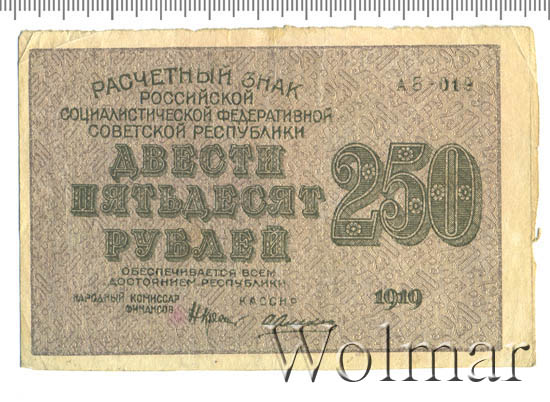 РАСЧЕТНЫЙ ЗНАК
АВ-019
РОССИЙСКОЙ
СОЦИАЛИСТИЧЕСКОЙ ФЕДЕРАТИВНОЙ
СОВЕТСКОЙ РЕСПУБЛИКИ
ДВЕСТИ
ПЯТЬДЕСЯТ
РУБЛЕЙ
250
ОБЕСПЕЧИВАЕТСЯ ВСЕМ
ДОСТОЯНИЕМ РЕСПУБЛИКИ
НАРОДНЫЙ КОМИССАР
ФИНАНСОВ
КАССИР
1919
Wolmar